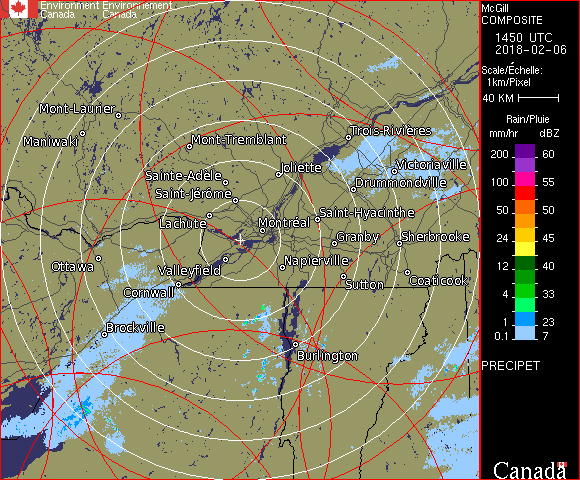 Environment Environnement
Canada Canada
McGill
COMPOSITE
1450 UTC
2018-02-06
Scale/Échelle:
1km/Pixel
40 KM
Rain/Pluie
mm/hr dBZ
200 60
100 55
50 50
24 45
12 40
4 33
1 23
0.1 7
PRECIPET
Canada
Mont-Laurier
Maniwaki
Mont-Tremblant
Trois-Rivières
Sainte-Adèle
Joliette
Victoriaville
Drummondville
Saint-Jérôme
Lachute
Montréal
Saint-Hyacinthe
Granby
Sherbrooke
Ottawa
Valleyfield
Napierville
Sutton
Coaticook
Cornwall
Brockville
Burlington